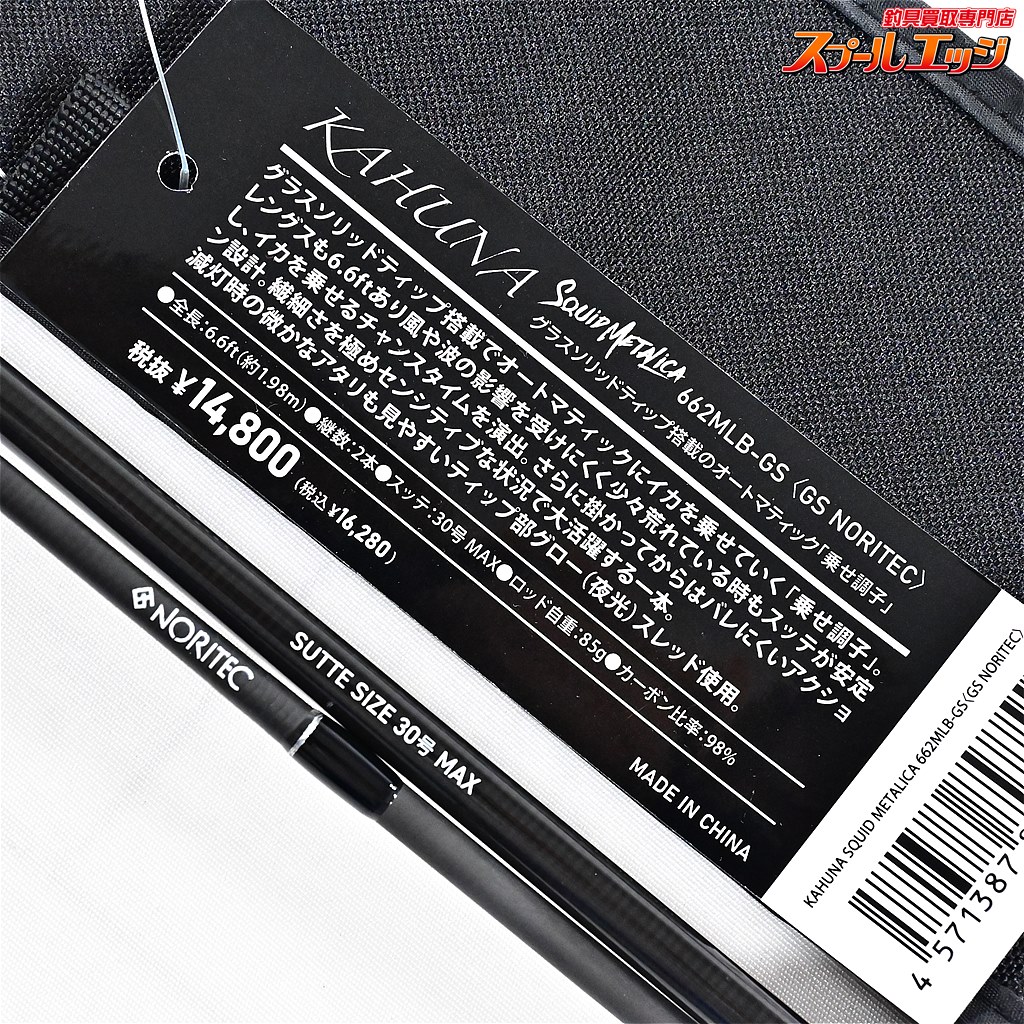 釣具買取専門店
スプールエッジ
KAHUNA SQUID METALICA 662MLB-GS〈GS NORITEC〉
グラスソリッドティップ搭載のオートマティック「乗せ調子」
グラスソリッドティップ搭載でオートマティックにイカを乗せていく「乗せ調子」。
レングスも6.6ftあり風や波の影響を受けにくく少々荒れている時もスッテが安定
し、イカを乗せるチャンスタイムを演出。さらに掛かってからはバレにくいアクショ
ン設計。繊細さを極めセンシティブな状況で大活躍する一本。
減灯時の微かなアタリも見やすいティップ部グロー(夜光)スレッド使用。
●全長:6.6ft(約1.98m)●継数:2本●スッテ:30号 MAX●ロッド自重:85g●カーボン比率:98%
税抜 ¥14,800 (税込 ¥16,280)
MADE IN CHINA
KAHUNA SQUID METALICA 662MLB-GS〈GS NORITEC〉
4 571387
NORITEC
SUTTE SIZE 30号 MAX